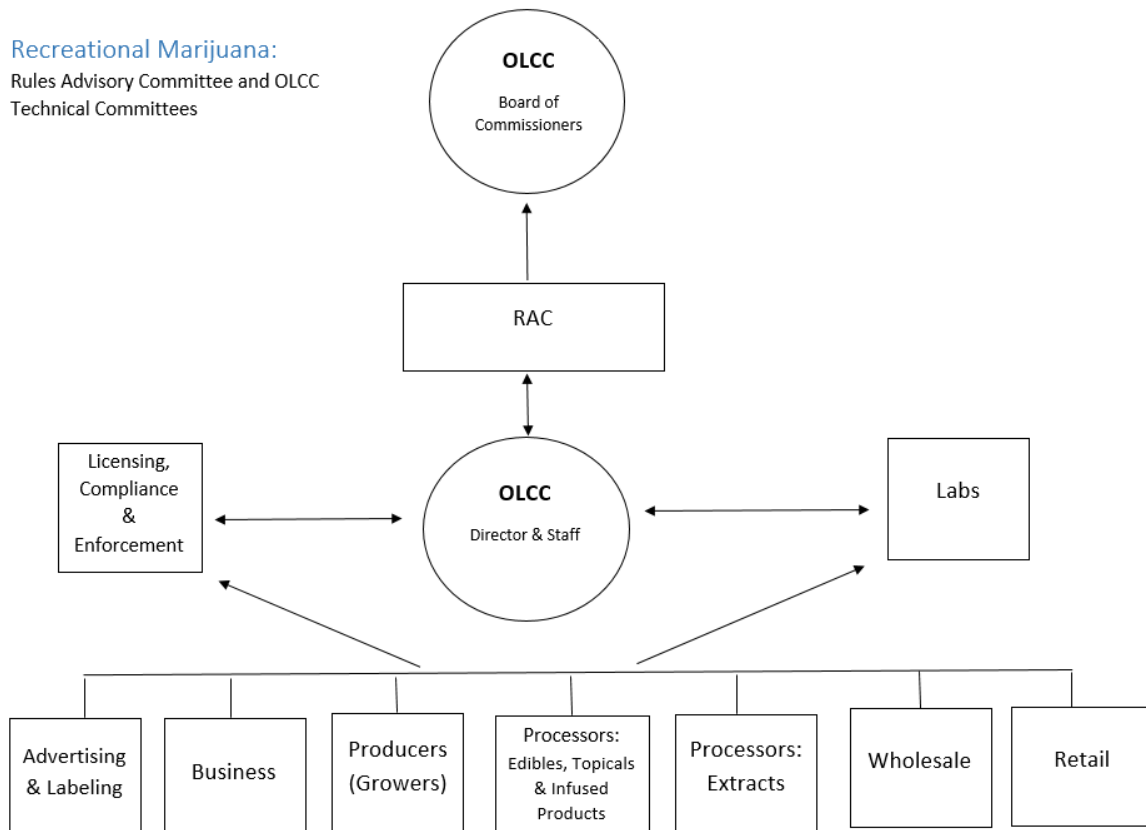 Recreational Marijuana:
Rules Advisory Committee and OLCC
Technical Committees
OLCC
Board of
Commissioners
RAC
Licensing,
Compliance
&
Enforcement
OLCC
Director & Staff
Labs
Advertising
& Labeling
Business
Producers
(Growers)
Processors:
Edibles, Topicals
& Infused
Products
Processors:
Extracts
Wholesale
Retail